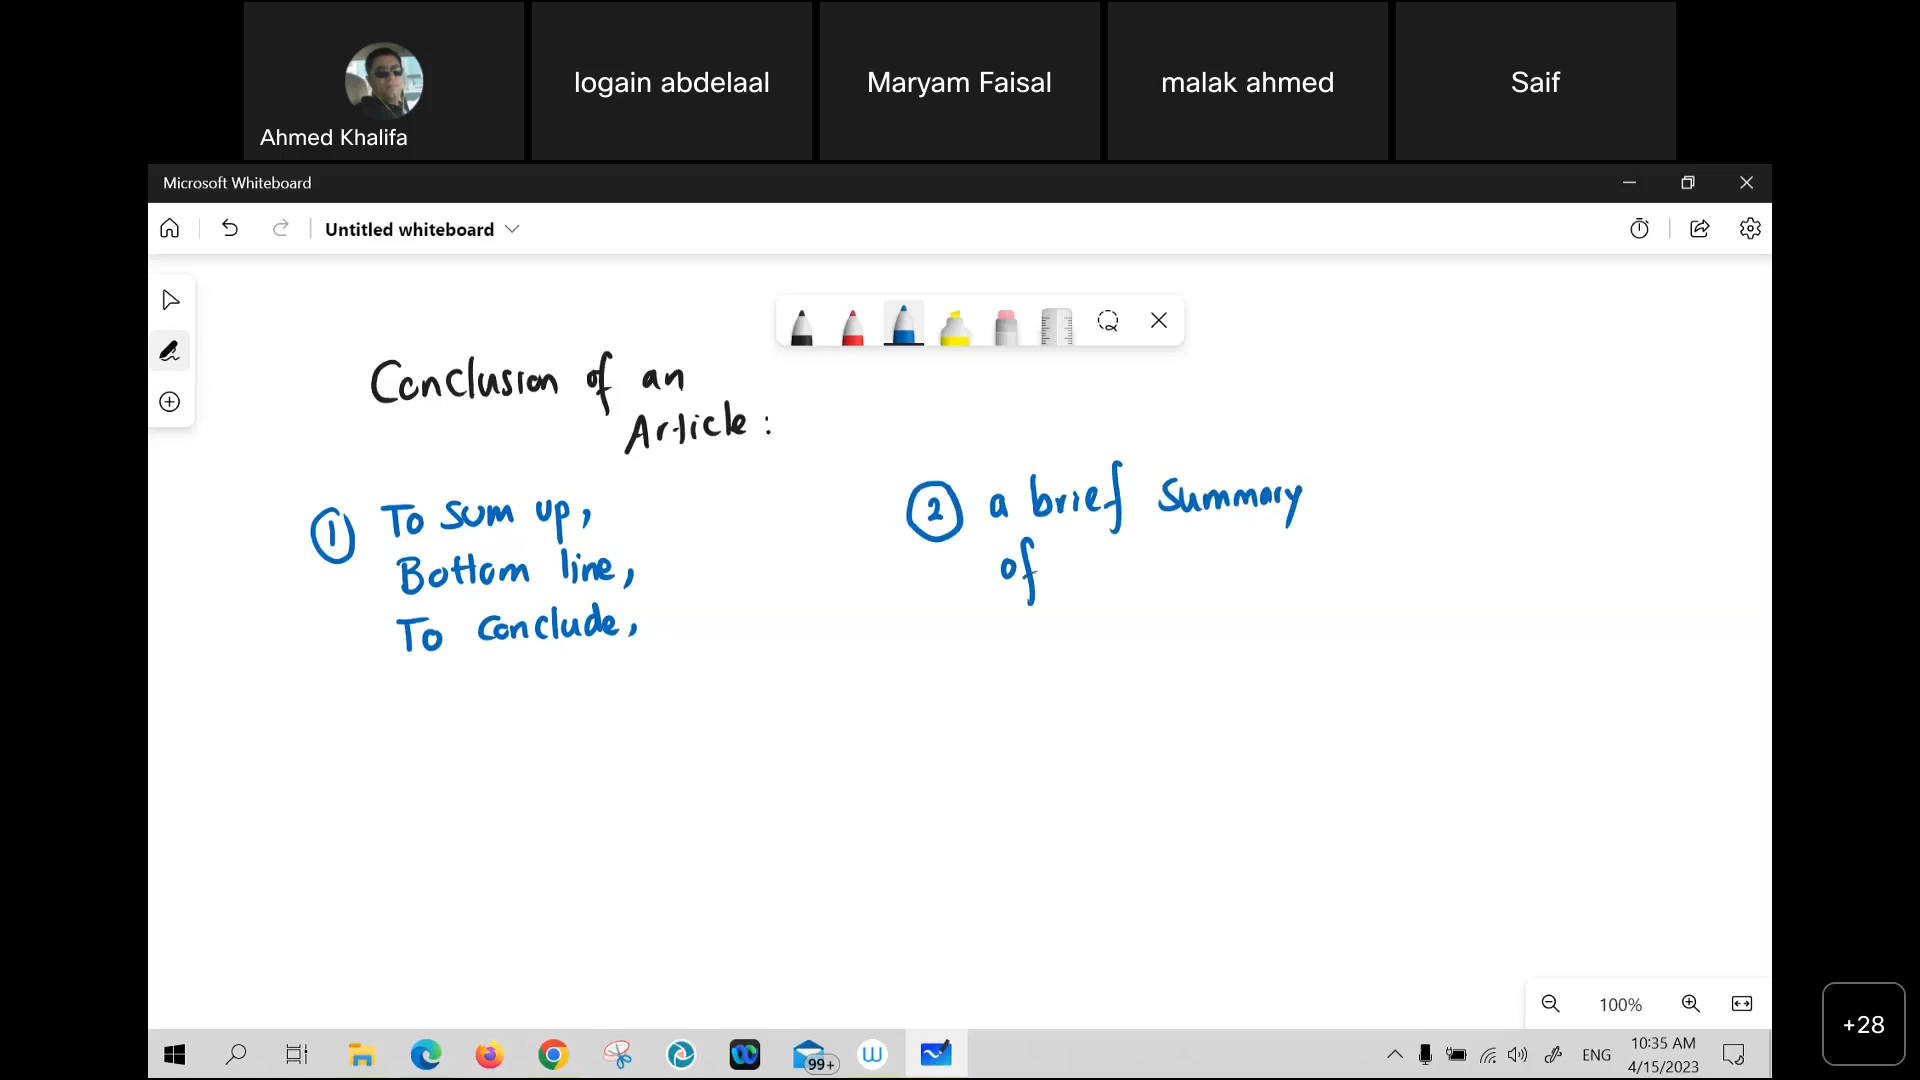 logain abdelaal
Maryam Faisal
malak ahmed
Saif
Ahmed Khalifa
Microsoft Whiteboard
Untitled whiteboard
Conclusion of an
Article:
1 To sum up,
Bottom line,
To conclude,
2 a brief summary
of
100%
+28
99+
ENG
10:35 AM
4/15/2023